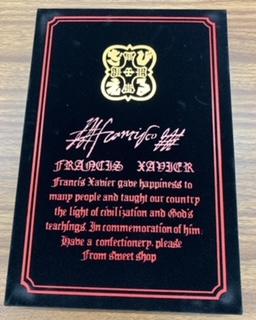 Francisco
FRANCIS XAVIER
Francis Xavier gave happiness to
many people and taught our country
the light of civilization and God's
teachings. In commemoration of him.
Have a confectionery. please
From sweet shop